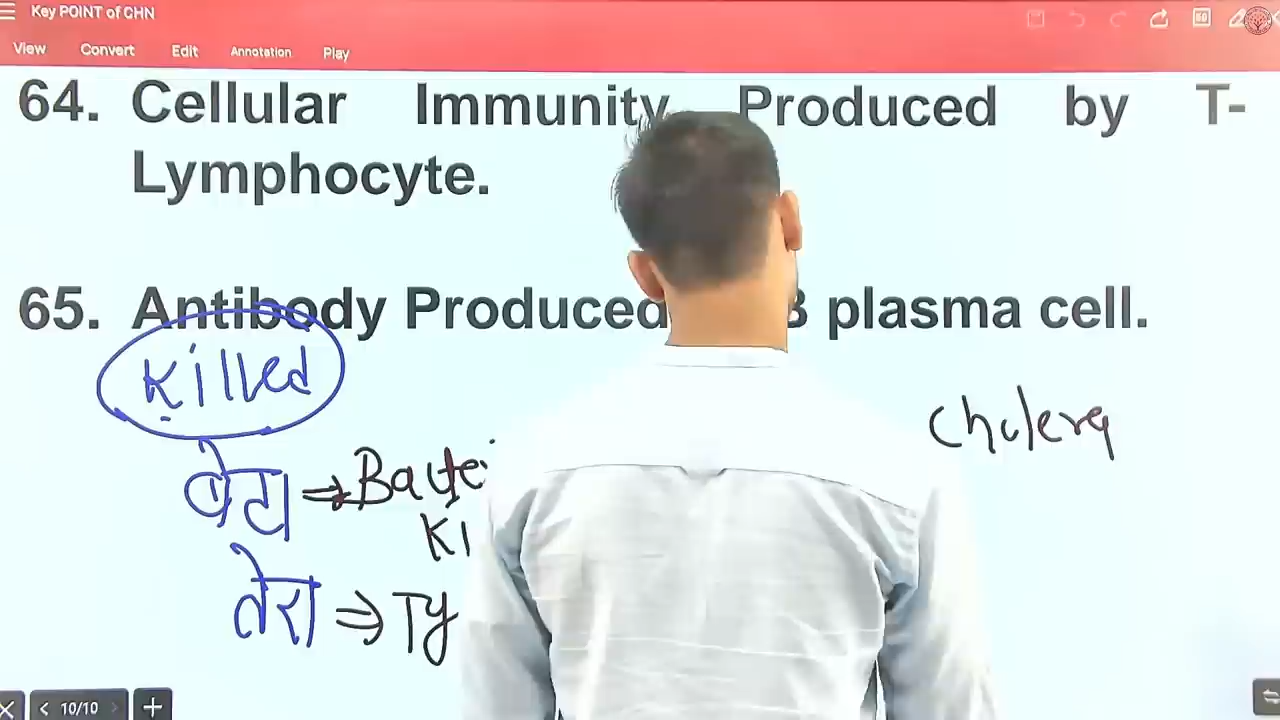 Key POINT of CHN
View Convert Edit Annotation Play
64. Cellular Immunity Produced by T-
Lymphocyte.
65. Antibody Produced B plasma cell.
Killed
Cholera
बेटा ⇒ Bacte
Ki
तेरा ⇒ Ty
10/10